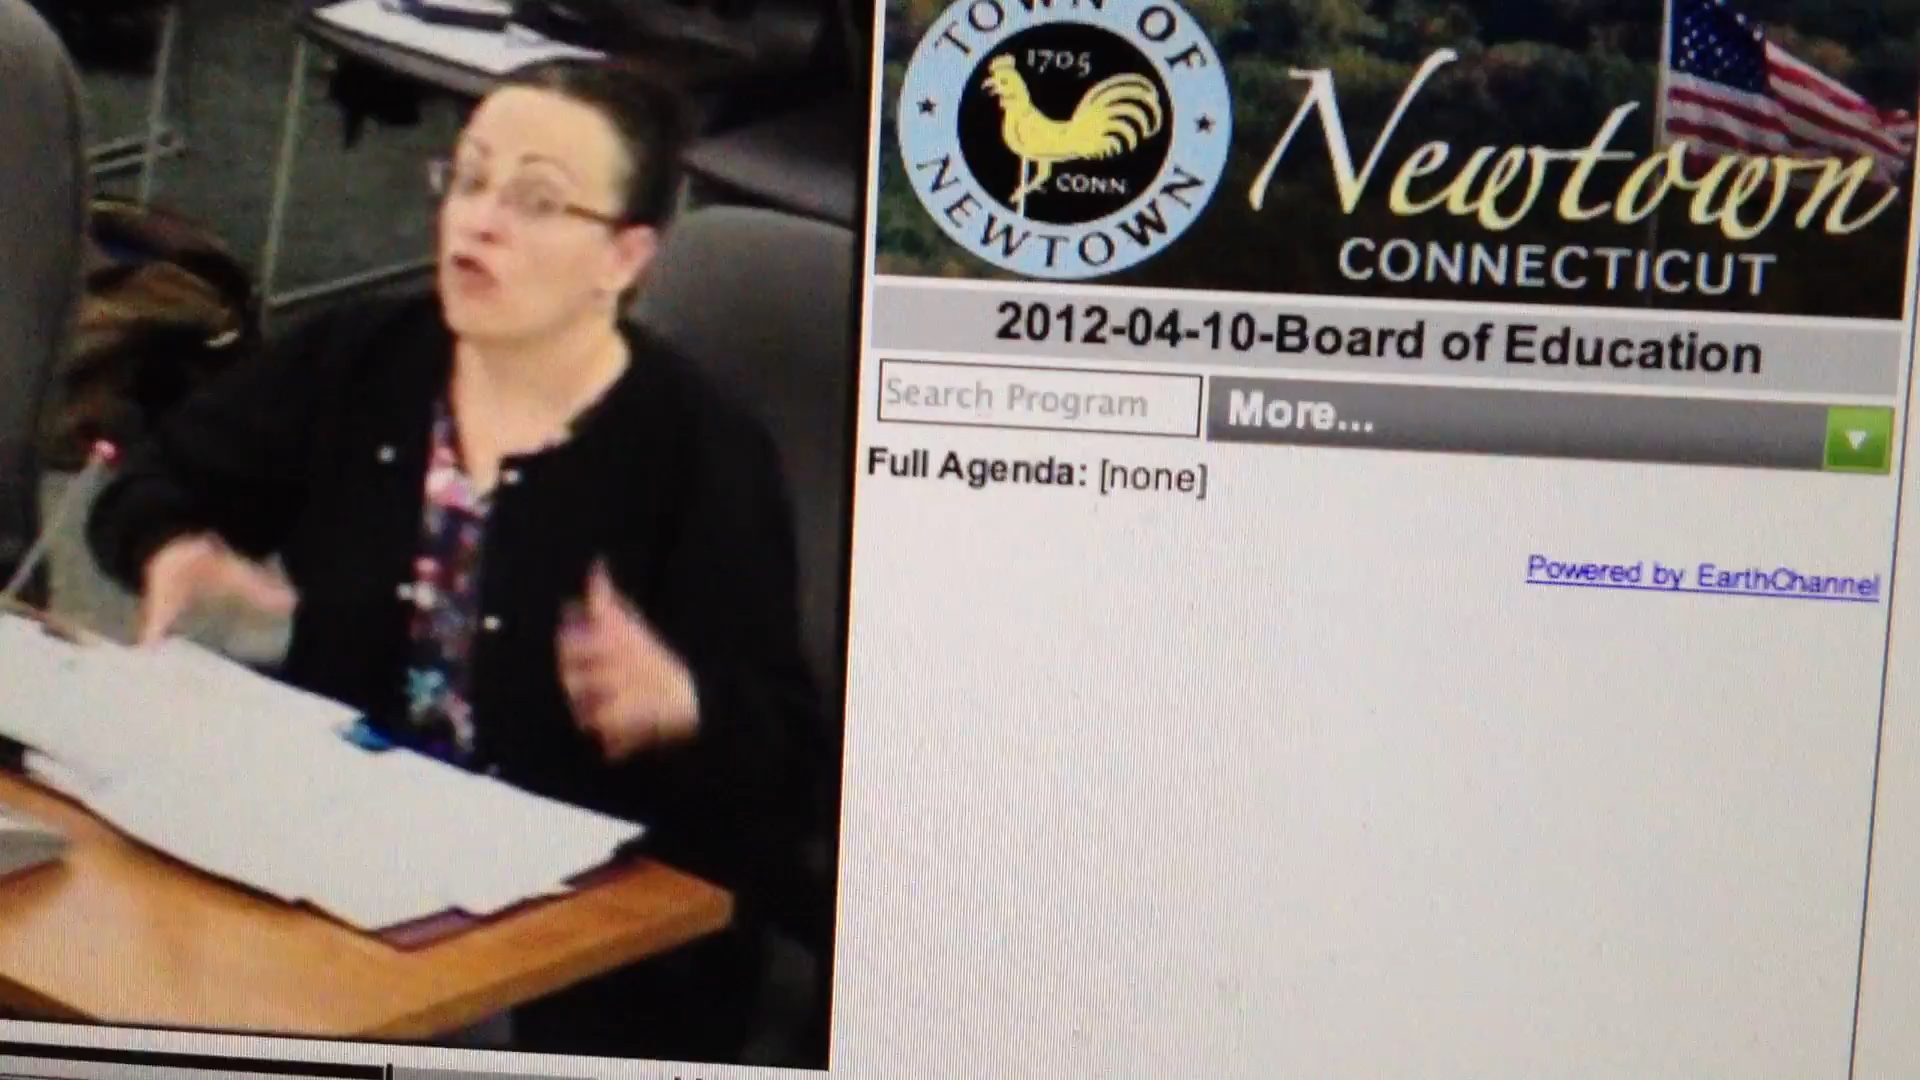 TOWN OF
1705
CONN
NEWTOWN
Newtown
CONNECTICUT
2012-04-10-Board of Education
Search Program
More...
Full Agenda: [none]
Powered by EarthChannel